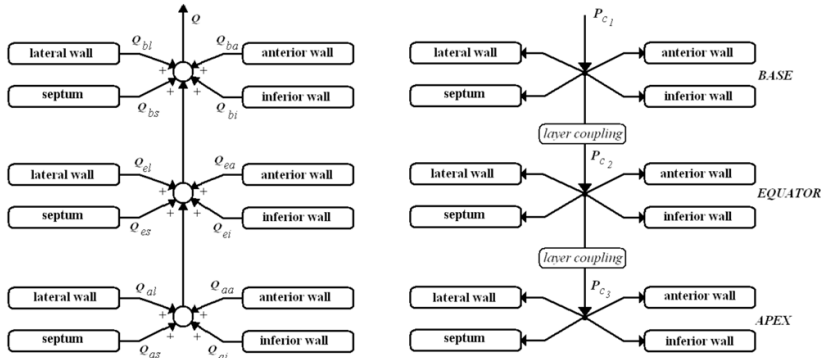 Q
P_c1
lateral wall
Q_bl
Q_ba
anterior wall
lateral wall
anterior wall
+
+
BASE
septum
+
+
inferior wall
septum
inferior wall
Q_bs
Q_bi
layer coupling
P_c2
lateral wall
Q_el
Q_ea
anterior wall
lateral wall
anterior wall
+
+
EQUATOR
septum
+
+
inferior wall
septum
inferior wall
Q_es
Q_ei
layer coupling
P_c3
lateral wall
Q_al
Q_aa
anterior wall
lateral wall
anterior wall
+
+
APEX
septum
+
+
inferior wall
septum
inferior wall
Q_as
Q_ai